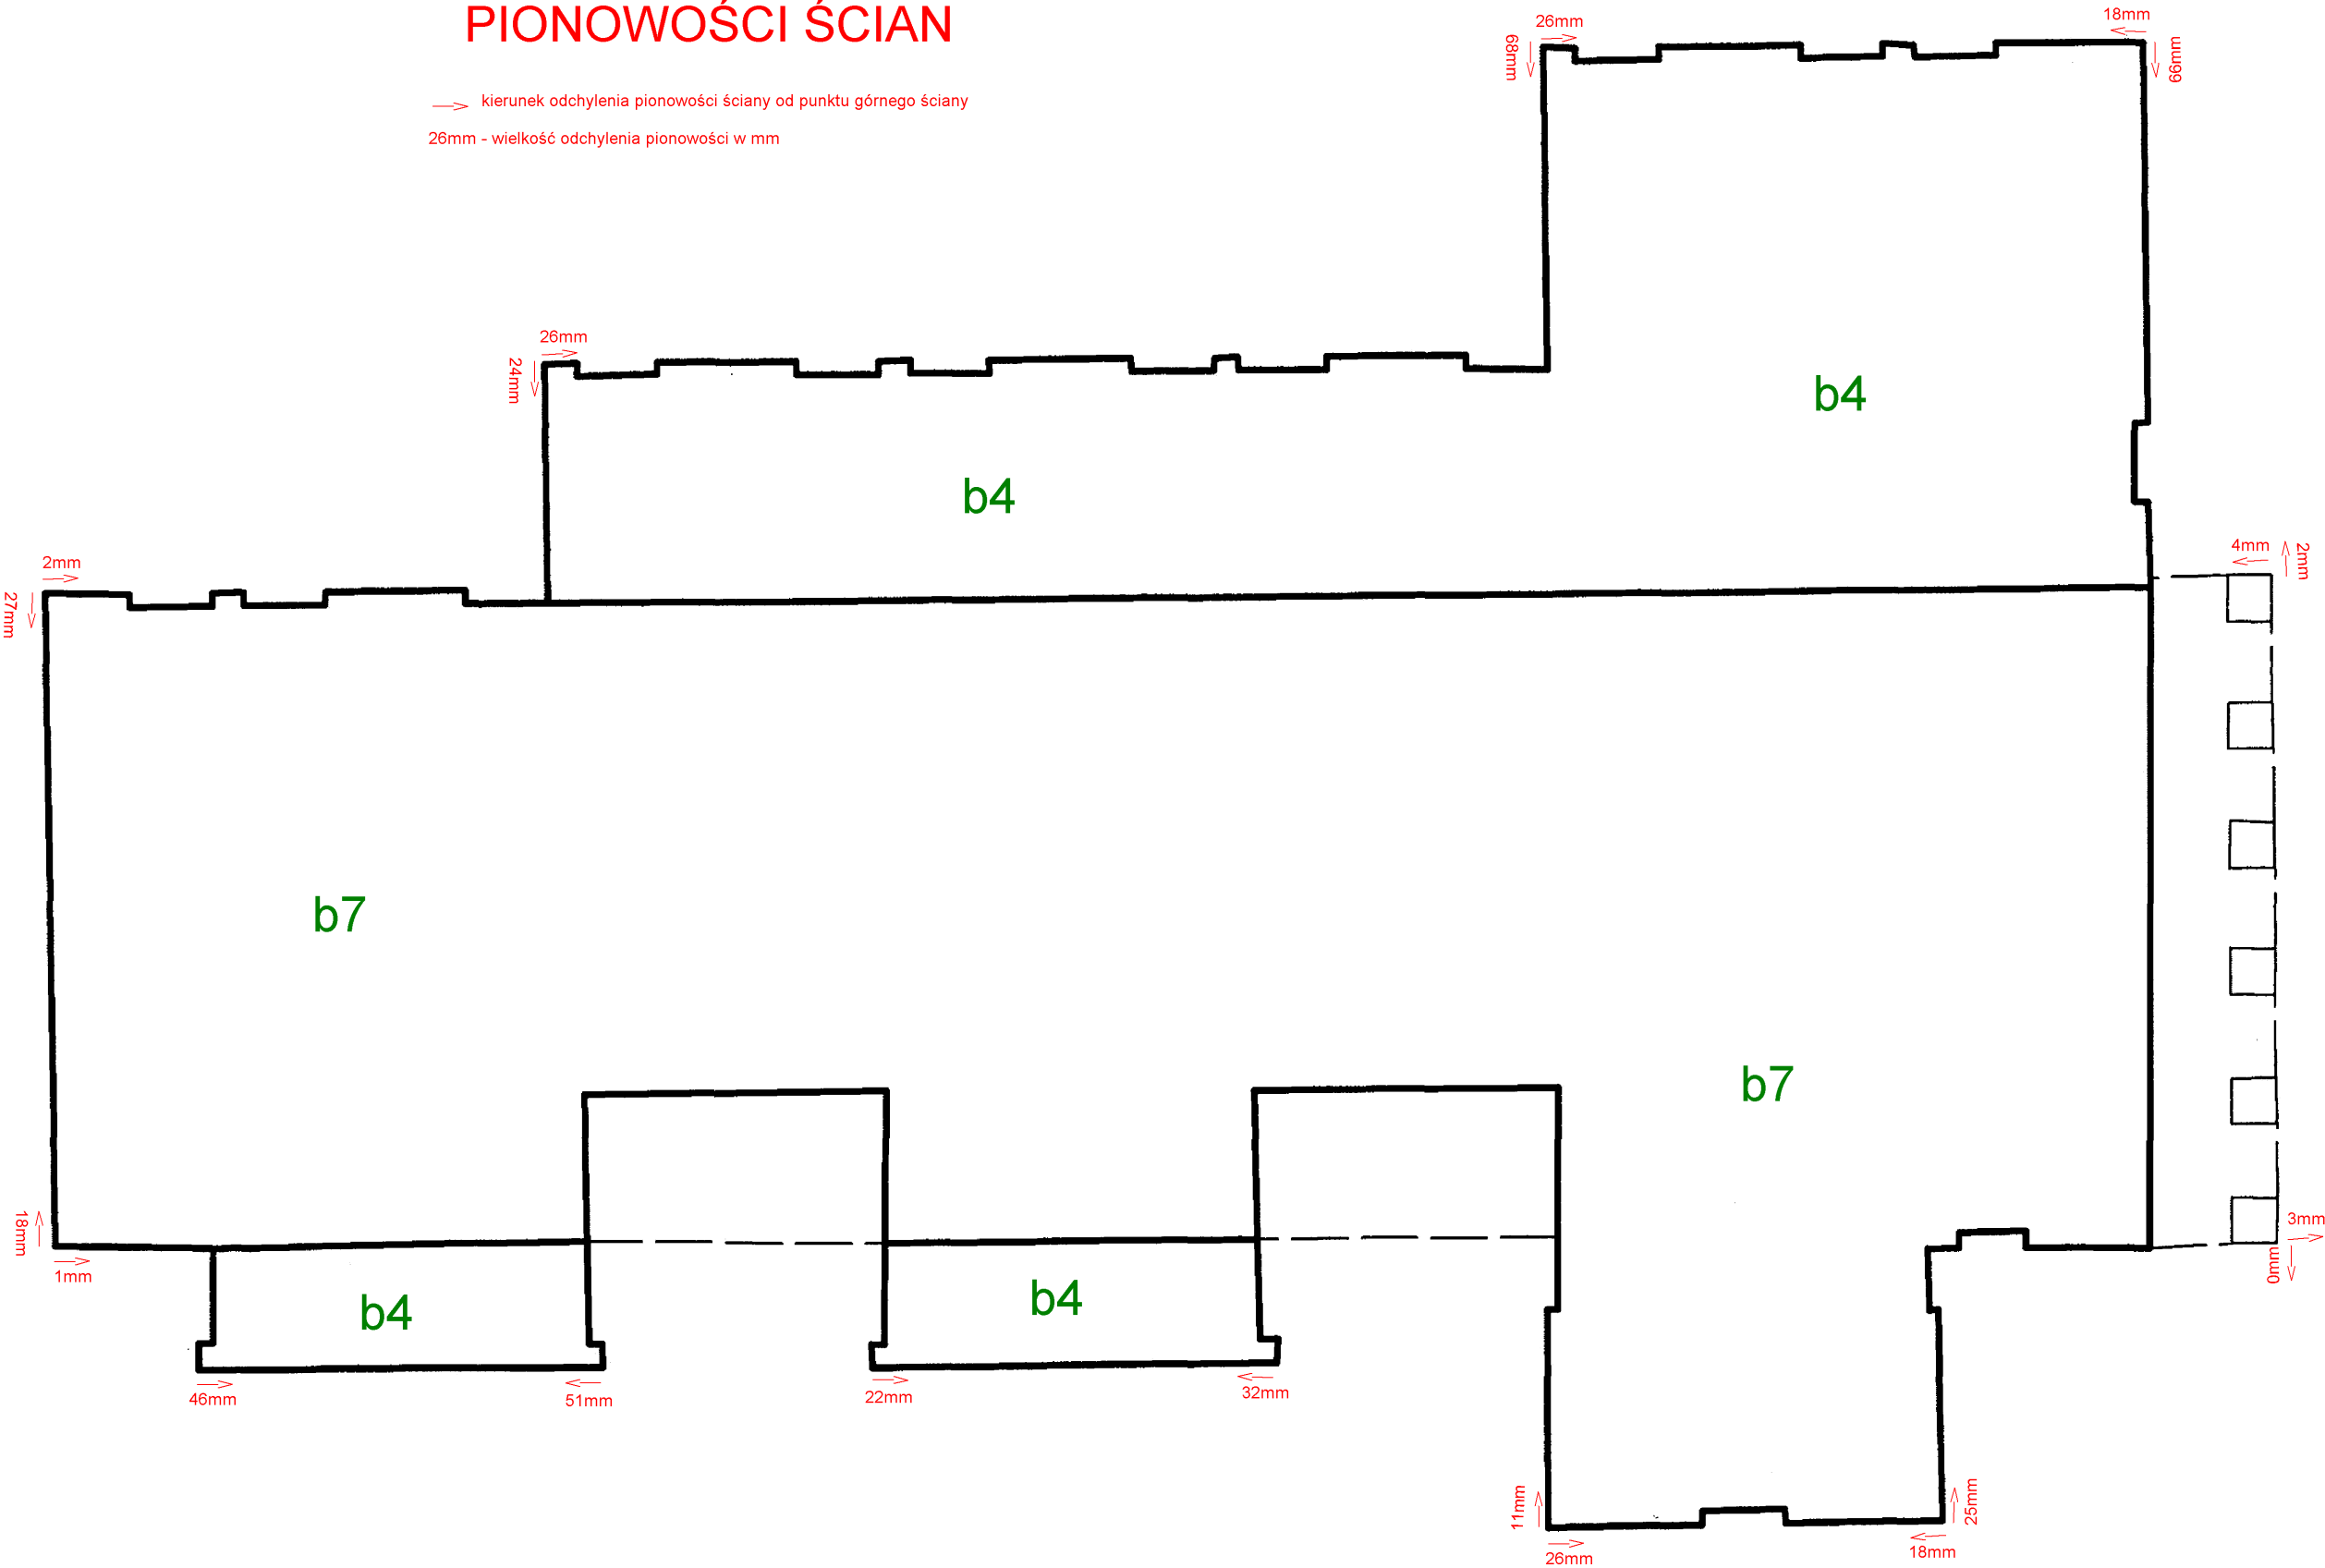 PIONOWOŚCI ŚCIAN
kierunek odchylenia pionowości ściany od punktu górnego ściany
26mm - wielkość odchylenia pionowości w mm
26mm
18mm
68mm
66mm
26mm
24mm
b4
b4
2mm
27mm
4mm
2mm
b7
b7
18mm
1mm
3mm
0mm
b4
b4
46mm
51mm
22mm
32mm
11mm
25mm
26mm
18mm